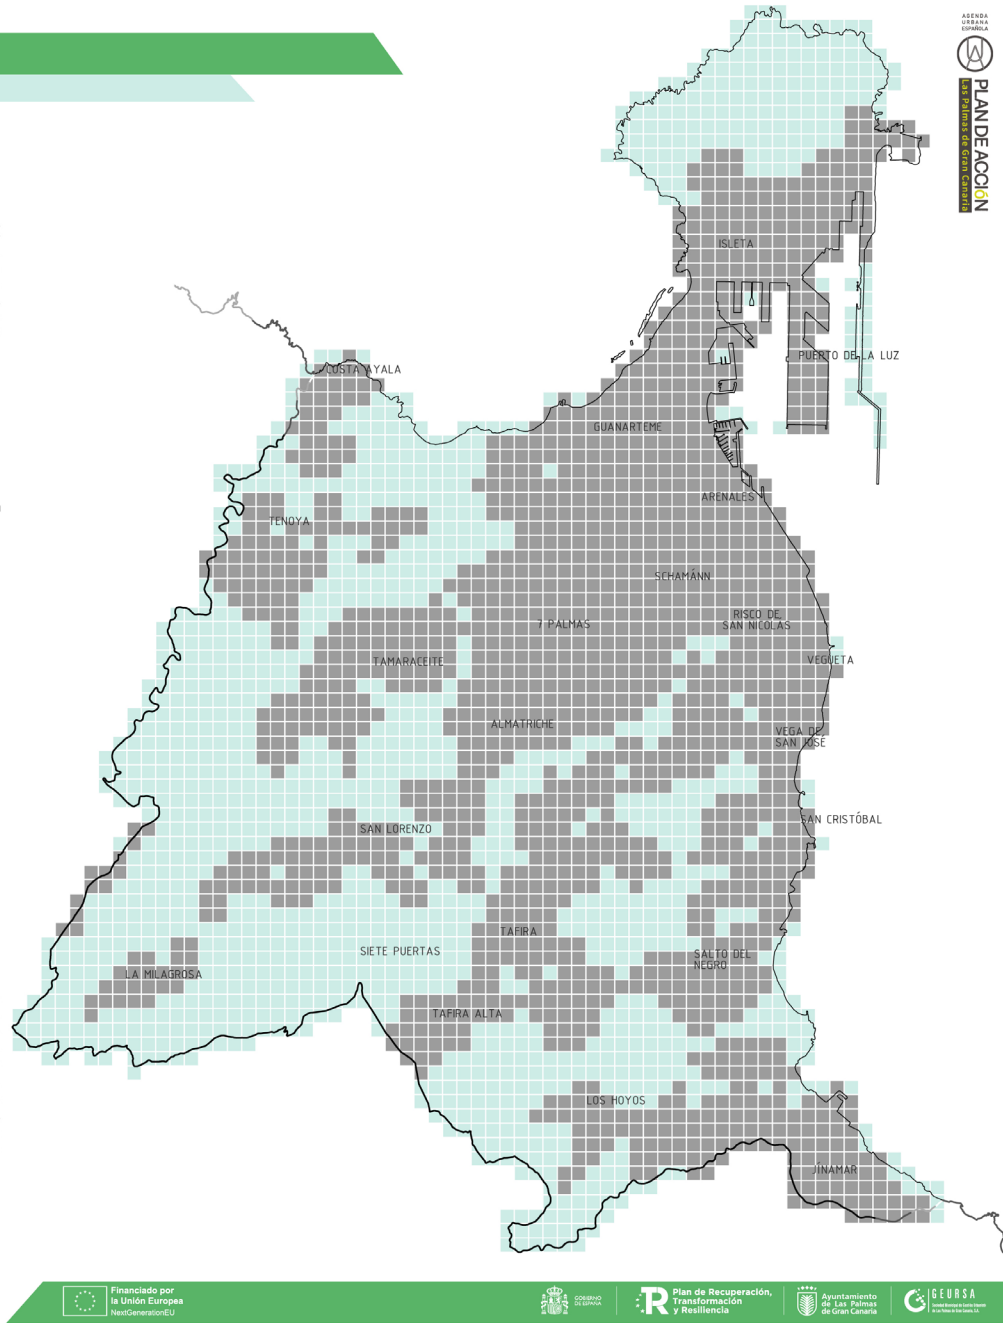 AGENDA
URBANA
ESPAÑOLA
PLAN DE ACCIÓN
Las Palmas de Gran Canaria
ISLETA
PUERTO DE LA LUZ
COSTA AYALA
GUANARTEME
ARENALES
TENOYA
SCHAMÁNN
7 PALMAS
RISCO DE
SAN NICOLÁS
TAMARACEITE
VEGUETA
ALMATRICHE
VEGA DE
SAN JOSÉ
SAN CRISTÓBAL
SAN LORENZO
TAFIRA
SIETE PUERTAS
SALTO DEL
NEGRO
LA MILAGROSA
TAFIRA ALTA
LOS HOYOS
JÍNAMAR
Financiado por
la Unión Europea
NextGenerationEU
GOBIERNO
DE ESPAÑA
R
Plan de Recuperación,
Transformación
y Resiliencia
Ayuntamiento
de Las Palmas
de Gran Canaria
GEURSA